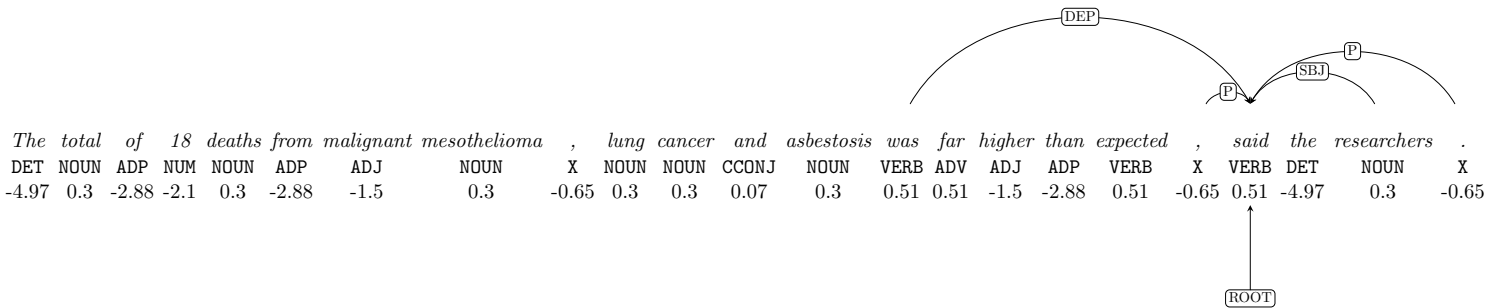 DEP
P
SBJ
P
The total of 18 deaths from malignant mesothelioma , lung cancer and asbestosis was far higher than expected , said the researchers .
DET NOUN ADP NUM NOUN ADP ADJ NOUN X NOUN NOUN CCONJ NOUN VERB ADV ADJ ADP VERB X VERB DET NOUN X
-4.97 0.3 -2.88 -2.1 0.3 -2.88 -1.5 0.3 -0.65 0.3 0.3 0.07 0.3 0.51 0.51 -1.5 -2.88 0.51 -0.65 0.51 -4.97 0.3 -0.65
ROOT